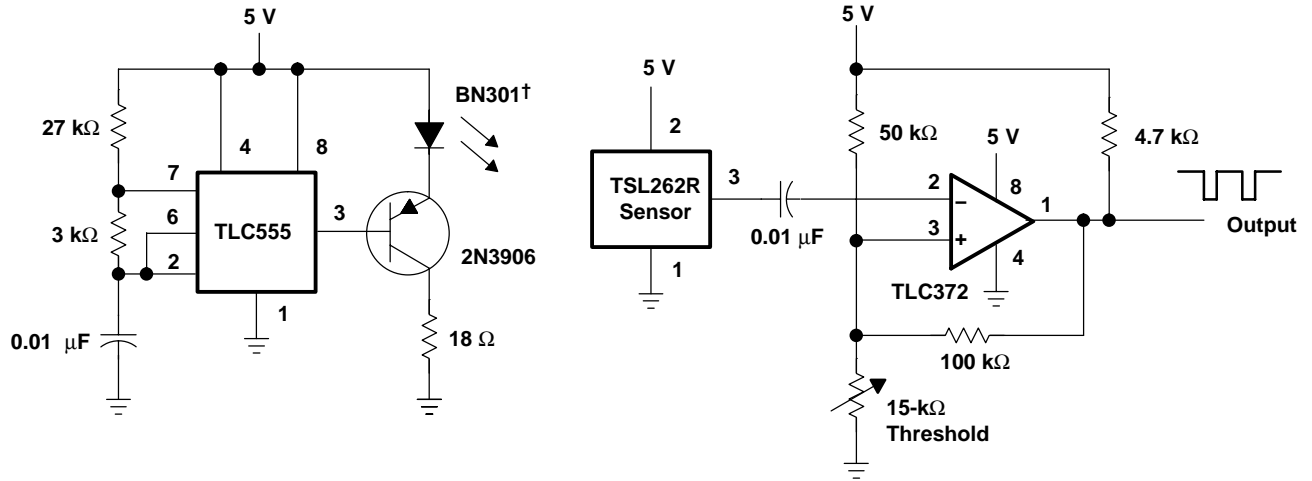 5 V
27 kΩ
3 kΩ
0.01 μF
4
8
7
6
2
TLC555
3
1
BN301†
2N3906
18 Ω
5 V
2
TSL262R
Sensor
3
1
0.01 μF
5 V
50 kΩ
4.7 kΩ
5 V
8
2
−
3
+
1
4
TLC372
100 kΩ
15-kΩ
Threshold
Output